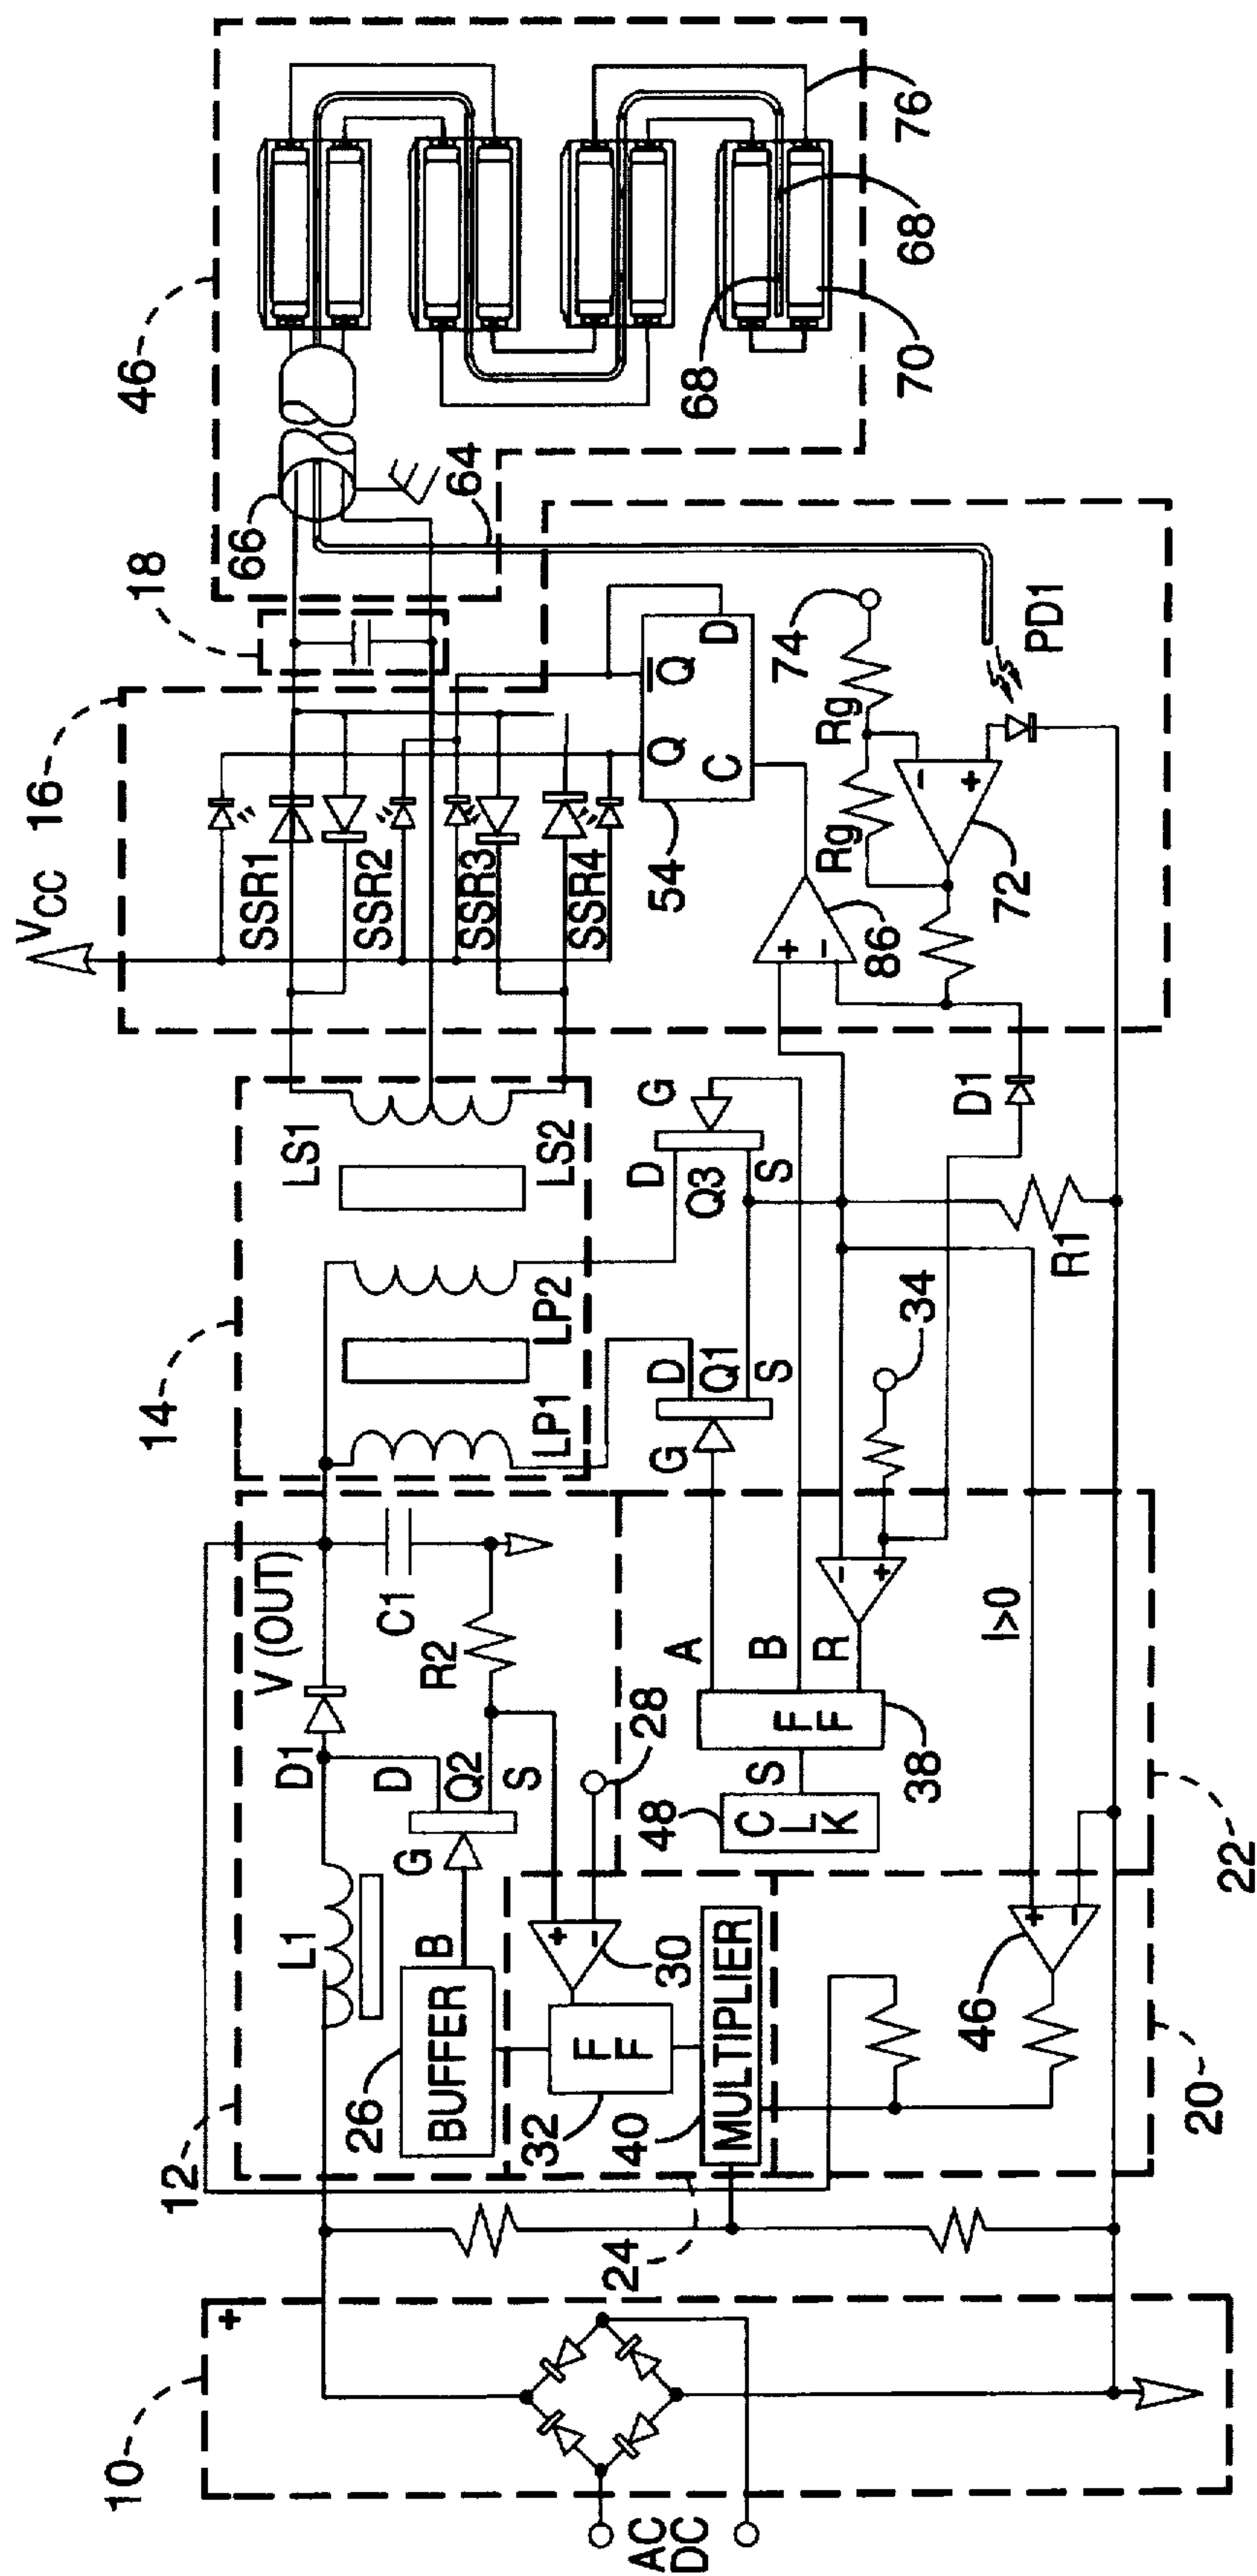 10
+
AC
DC
12
L1
D1
V (OUT)
C1
R2
26
BUFFER
B
G
D
Q2
S
28
+
−
30
FF
32
40
MULTIPLIER
24
20
22
46
+
−
I>0
48
CLK
S
FF
38
A
B
R
−
+
34
R1
14
LP1
LP2
LS1
LS2
G
D
Q1
S
D
Q3
S
G
D1
VCC
16
SSR1
SSR2
SSR3
SSR4
18
54
Q
Q̅
C
D
86
+
−
72
−
+
Rg
Rg
74
PD1
64
66
46
68
68
70
76